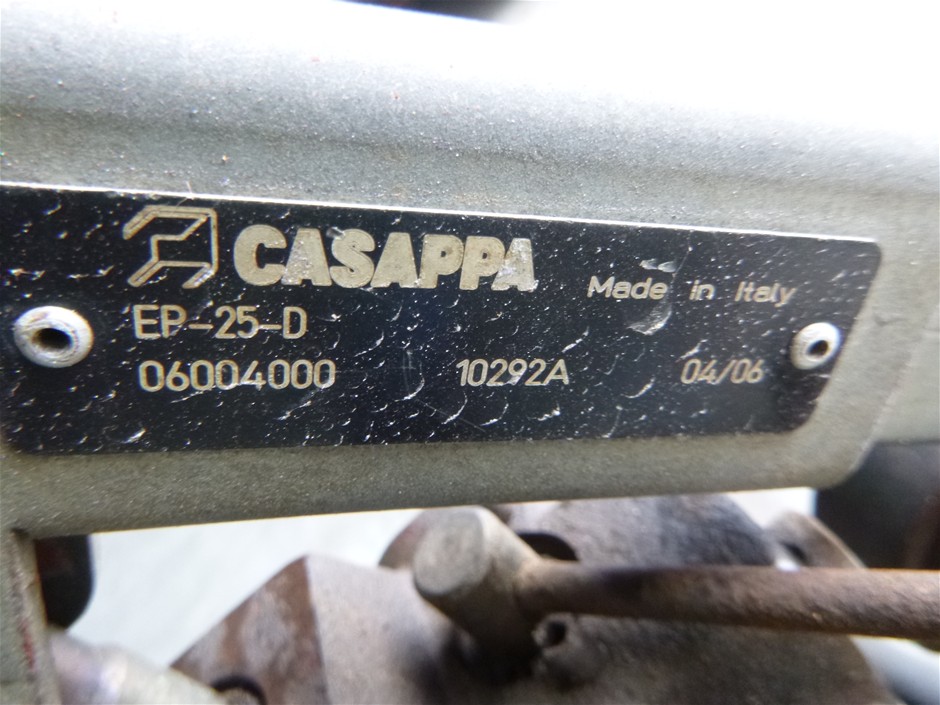 CASAPPA
Made in Italy
EP-25-D
06004000 10292A 04/06